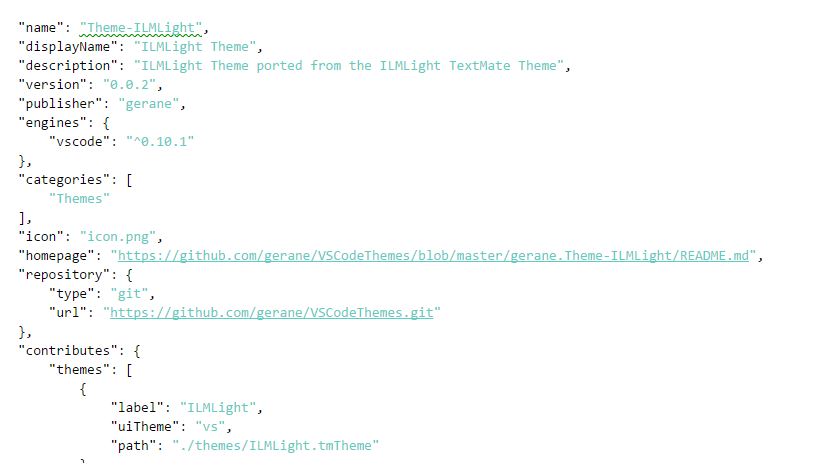 "name": "Theme-ILMLight",
"displayName": "ILMLight Theme",
"description": "ILMLight Theme ported from the ILMLight TextMate Theme",
"version": "0.0.2",
"publisher": "gerane",
"engines": {
    "vscode": "^0.10.1"
},
"categories": [
    "Themes"
],
"icon": "icon.png",
"homepage": "https://github.com/gerane/VSCodeThemes/blob/master/gerane.Theme-ILMLight/README.md",
"repository": {
    "type": "git",
    "url": "https://github.com/gerane/VSCodeThemes.git"
},
"contributes": {
    "themes": [
        {
            "label": "ILMLight",
            "uiTheme": "vs",
            "path": "./themes/ILMLight.tmTheme"
        }